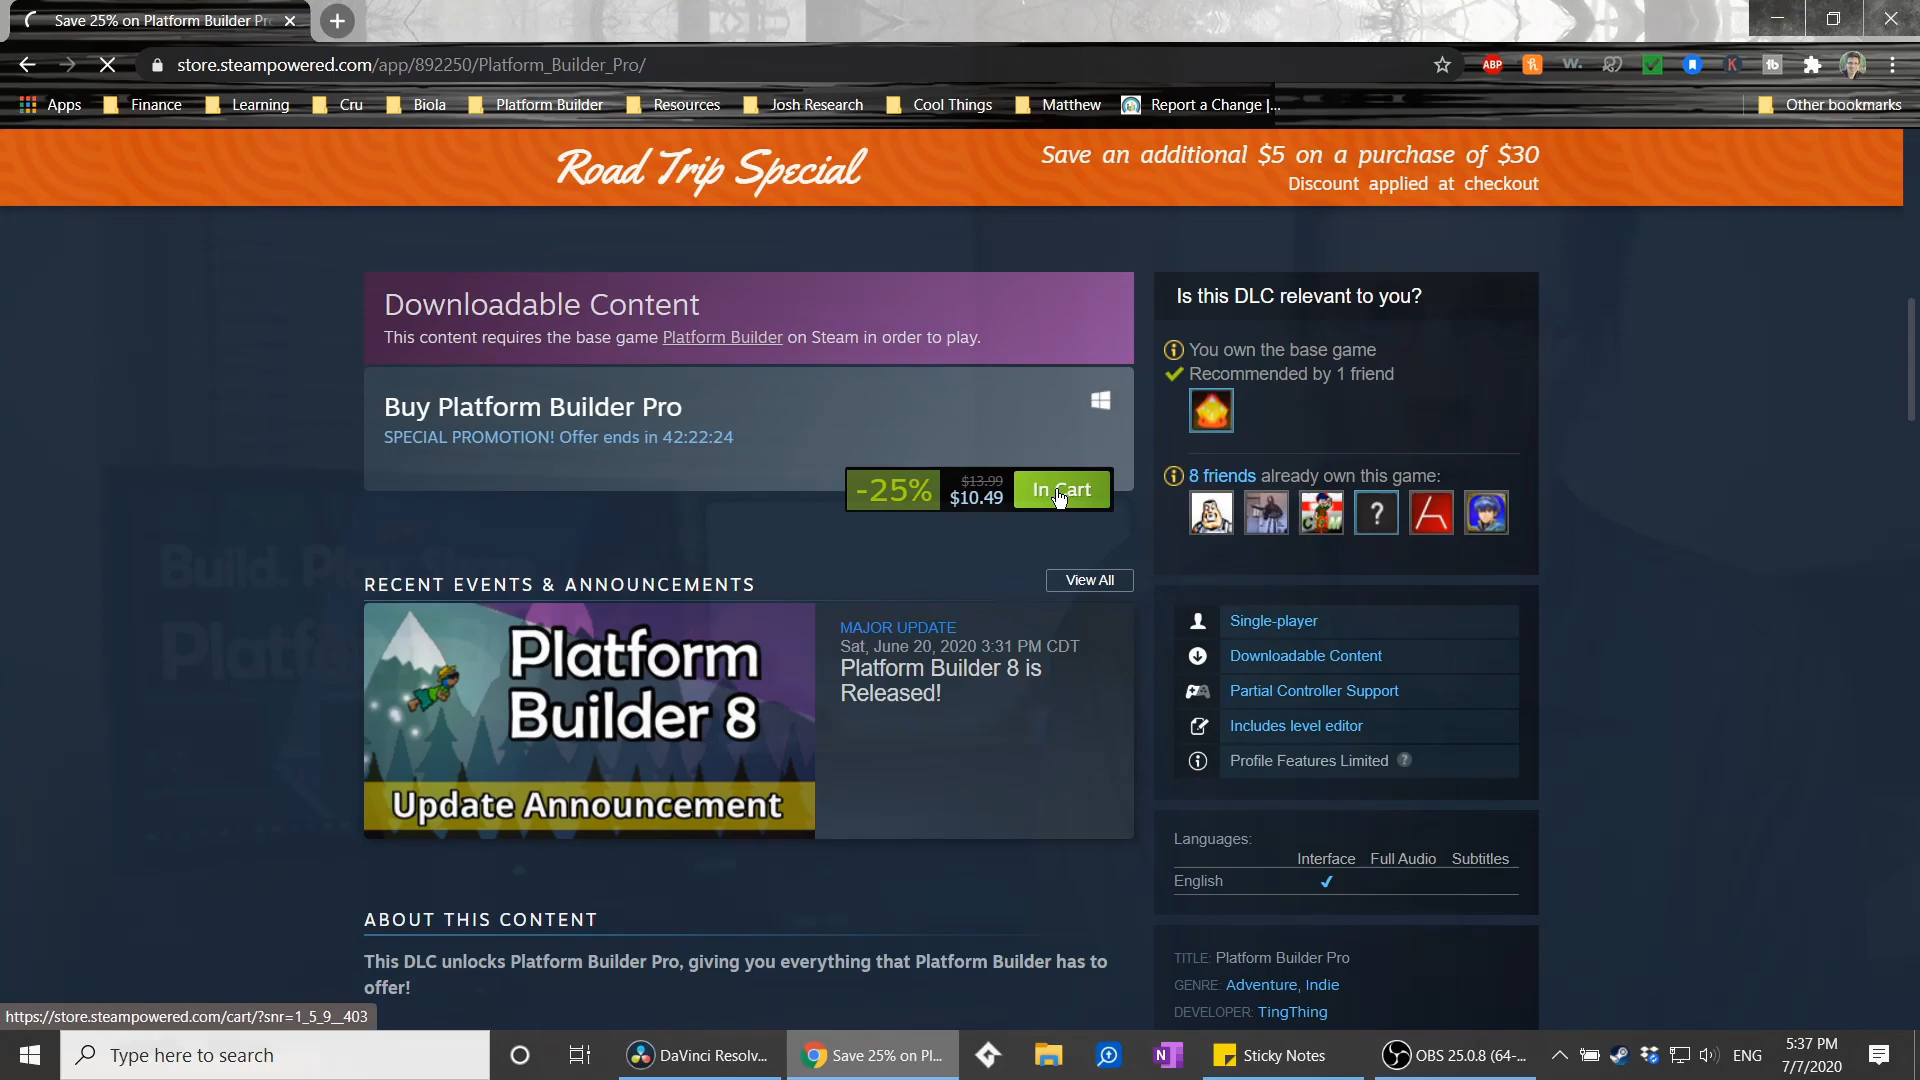 Save 25% on Platform Builder Pr
store.steampowered.com/app/892250/Platform_Builder_Pro/
ABP
Apps
Finance
Learning
Cru
Biola
Platform Builder
Resources
Josh Research
Cool Things
Matthew
Report a Change |...
Other bookmarks
Road Trip Special
Save an additional $5 on a purchase of $30
Discount applied at checkout
Downloadable Content
This content requires the base game Platform Builder on Steam in order to play.
Buy Platform Builder Pro
SPECIAL PROMOTION! Offer ends in 42:22:24
-25%
$13.99
$10.49
In Cart
RECENT EVENTS & ANNOUNCEMENTS
View All
Platform
Builder 8
Update Announcement
MAJOR UPDATE
Sat, June 20, 2020 3:31 PM CDT
Platform Builder 8 is
Released!
ABOUT THIS CONTENT
This DLC unlocks Platform Builder Pro, giving you everything that Platform Builder has to
offer!
Is this DLC relevant to you?
You own the base game
Recommended by 1 friend
8 friends already own this game:
Single-player
Downloadable Content
Partial Controller Support
Includes level editor
Profile Features Limited ?
Languages:
Interface Full Audio Subtitles
English
TITLE: Platform Builder Pro
GENRE: Adventure, Indie
DEVELOPER: TingThing
https://store.steampowered.com/cart/?snr=1_5_9__403
Type here to search
DaVinci Resolv...
Save 25% on Pl...
Sticky Notes
OBS 25.0.8 (64-...
ENG
5:37 PM
7/7/2020